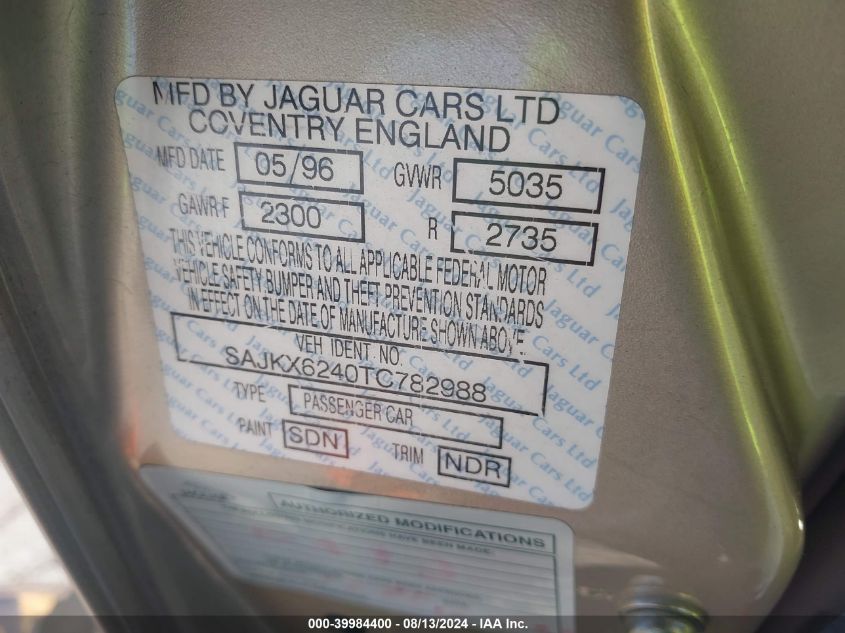 MFD BY JAGUAR CARS LTD
COVENTRY ENGLAND
MFD DATE 05/96 GVWR 5035
GAWR F 2300 R 2735
THIS VEHICLE CONFORMS TO ALL APPLICABLE FEDERAL MOTOR
VEHICLE SAFETY BUMPER AND THEFT PREVENTION STANDARDS
IN EFFECT ON THE DATE OF MANUFACTURE SHOWN ABOVE.
VEH IDENT. NO.
SAJKX6240TC782988
TYPE PASSENGER CAR
PAINT SDN TRIM NDR
AUTHORIZED MODIFICATIONS
HAVE BEEN MADE:
000-39984400 - 08/13/2024 - IAA Inc.